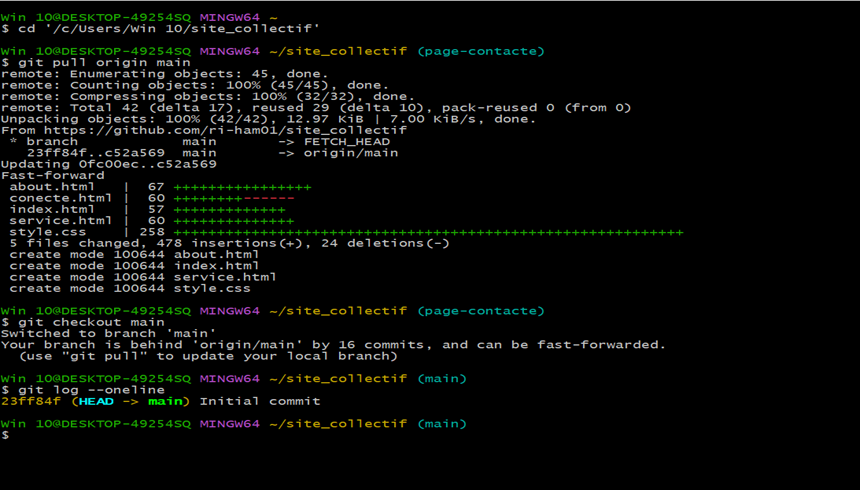 Win 10@DESKTOP-49254SQ MINGW64 ~
$ cd '/c/Users/Win 10/site_collectif'
Win 10@DESKTOP-49254SQ MINGW64 ~/site_collectif (page-contacte)
$ git pull origin main
remote: Enumerating objects: 45, done.
remote: Counting objects: 100% (45/45), done.
remote: Compressing objects: 100% (32/32), done.
remote: Total 42 (delta 17), reused 29 (delta 10), pack-reused 0 (from 0)
Unpacking objects: 100% (42/42), 12.97 KiB | 7.00 KiB/s, done.
From https://github.com/ri-ham01/site_collectif
 * branch            main       -> FETCH_HEAD
   23ff84f..c52a569  main       -> origin/main
Updating 0fc00ec..c52a569
Fast-forward
 about.html   |  67 ++++++++++++++++
 conecte.html |  60 ++++++++------
 index.html   |  57 +++++++++++++
 service.html |  60 ++++++++++++++
 style.css    | 258 +++++++++++++++++++++++++++++++++++++++++++++++++++++++++++
 5 files changed, 478 insertions(+), 24 deletions(-)
 create mode 100644 about.html
 create mode 100644 index.html
 create mode 100644 service.html
 create mode 100644 style.css
Win 10@DESKTOP-49254SQ MINGW64 ~/site_collectif (page-contacte)
$ git checkout main
Switched to branch 'main'
Your branch is behind 'origin/main' by 16 commits, and can be fast-forwarded.
  (use "git pull" to update your local branch)
Win 10@DESKTOP-49254SQ MINGW64 ~/site_collectif (main)
$ git log --oneline
23ff84f (HEAD -> main) Initial commit
Win 10@DESKTOP-49254SQ MINGW64 ~/site_collectif (main)
$